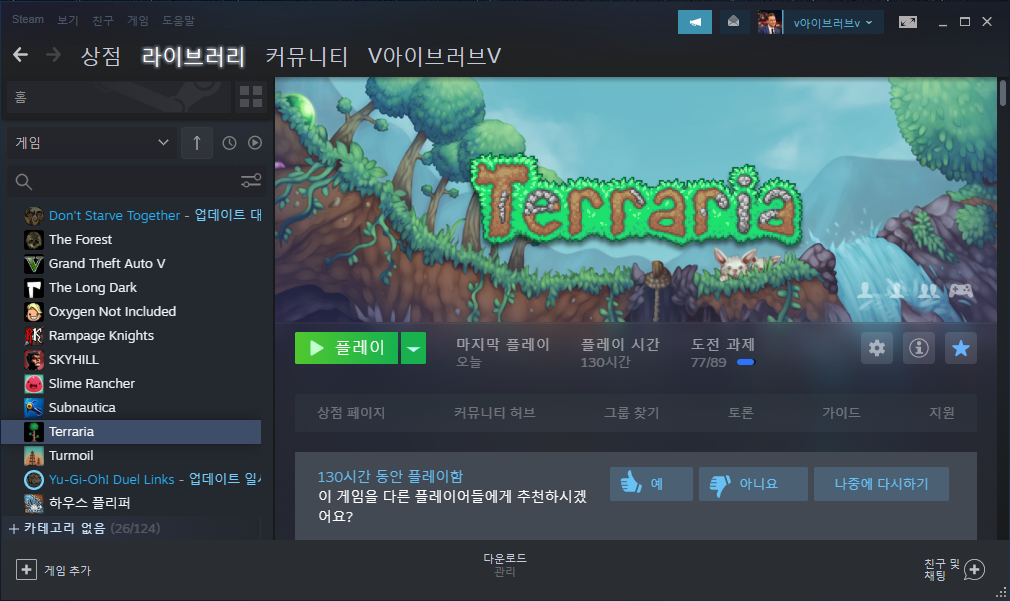 Steam 보기 친구 게임 도움말
v아이브러브v
상점 라이브러리 커뮤니티 V아이브러브V
홈
게임
Don't Starve Together - 업데이트 대
The Forest
Grand Theft Auto V
The Long Dark
Oxygen Not Included
Rampage Knights
SKYHILL
Slime Rancher
Subnautica
Terraria
Turmoil
Yu-Gi-Oh! Duel Links - 업데이트 일시
하우스 플리퍼
+ 카테고리 없음 (26/124)
Terraria
플레이
마지막 플레이
오늘
플레이 시간
130시간
도전 과제
77/89
상점 페이지 커뮤니티 허브 그룹 찾기 토론 가이드 지원
130시간 동안 플레이함
이 게임을 다른 플레이어들에게 추천하시겠
어요?
예 아니요 나중에 다시하기
게임 추가
다운로드
관리
친구 및
채팅